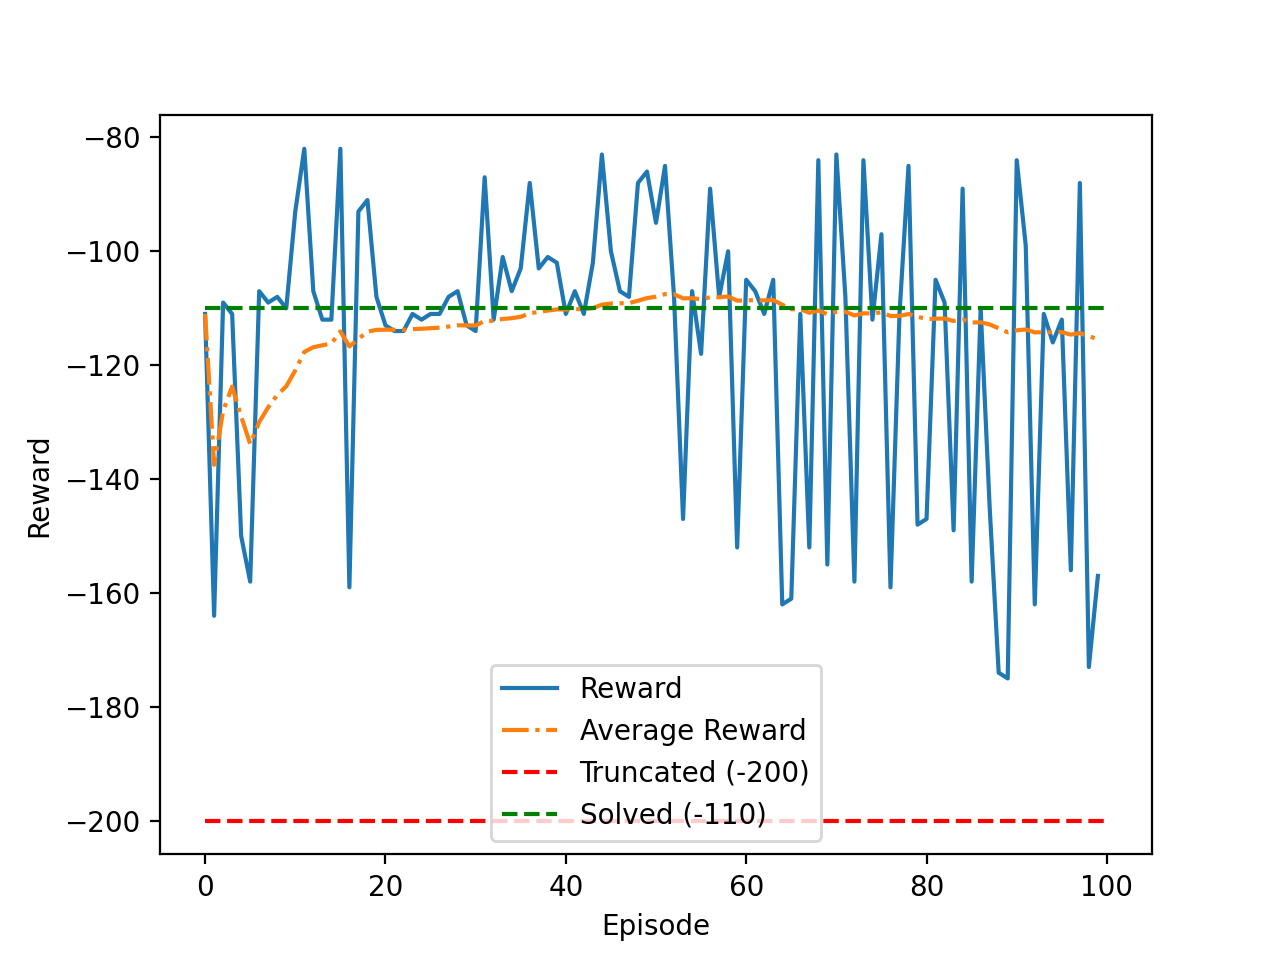 −80
−100
−120
−140
−160
−180
−200
Reward
Reward
Average Reward
Truncated (-200)
Solved (-110)
0 20 40 60 80 100
Episode